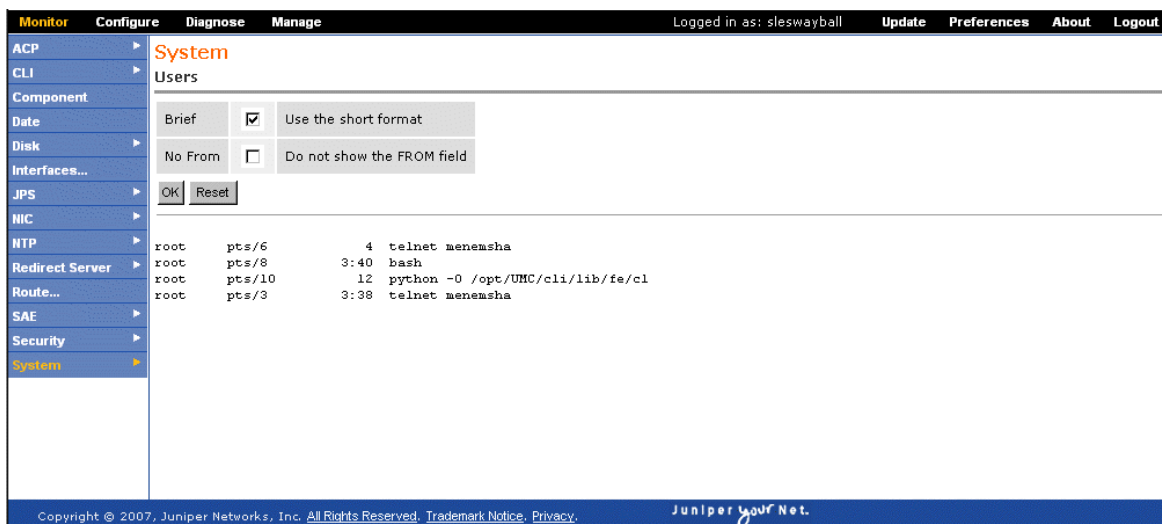 Monitor Configure Diagnose Manage Logged in as: sleswayball Update Preferences About Logout
ACP
CLI
Component
Date
Disk
Interfaces...
JPS
NIC
NTP
Redirect Server
Route...
SAE
Security
System
System
Users
Brief Use the short format
No From Do not show the FROM field
OK Reset
root pts/6 4 telnet menemsha
root pts/8 3:40 bash
root pts/10 12 python -O /opt/UMC/cli/lib/fe/cl
root pts/3 3:38 telnet menemsha
Copyright © 2007, Juniper Networks, Inc. All Rights Reserved. Trademark Notice. Privacy. Juniper your Net.